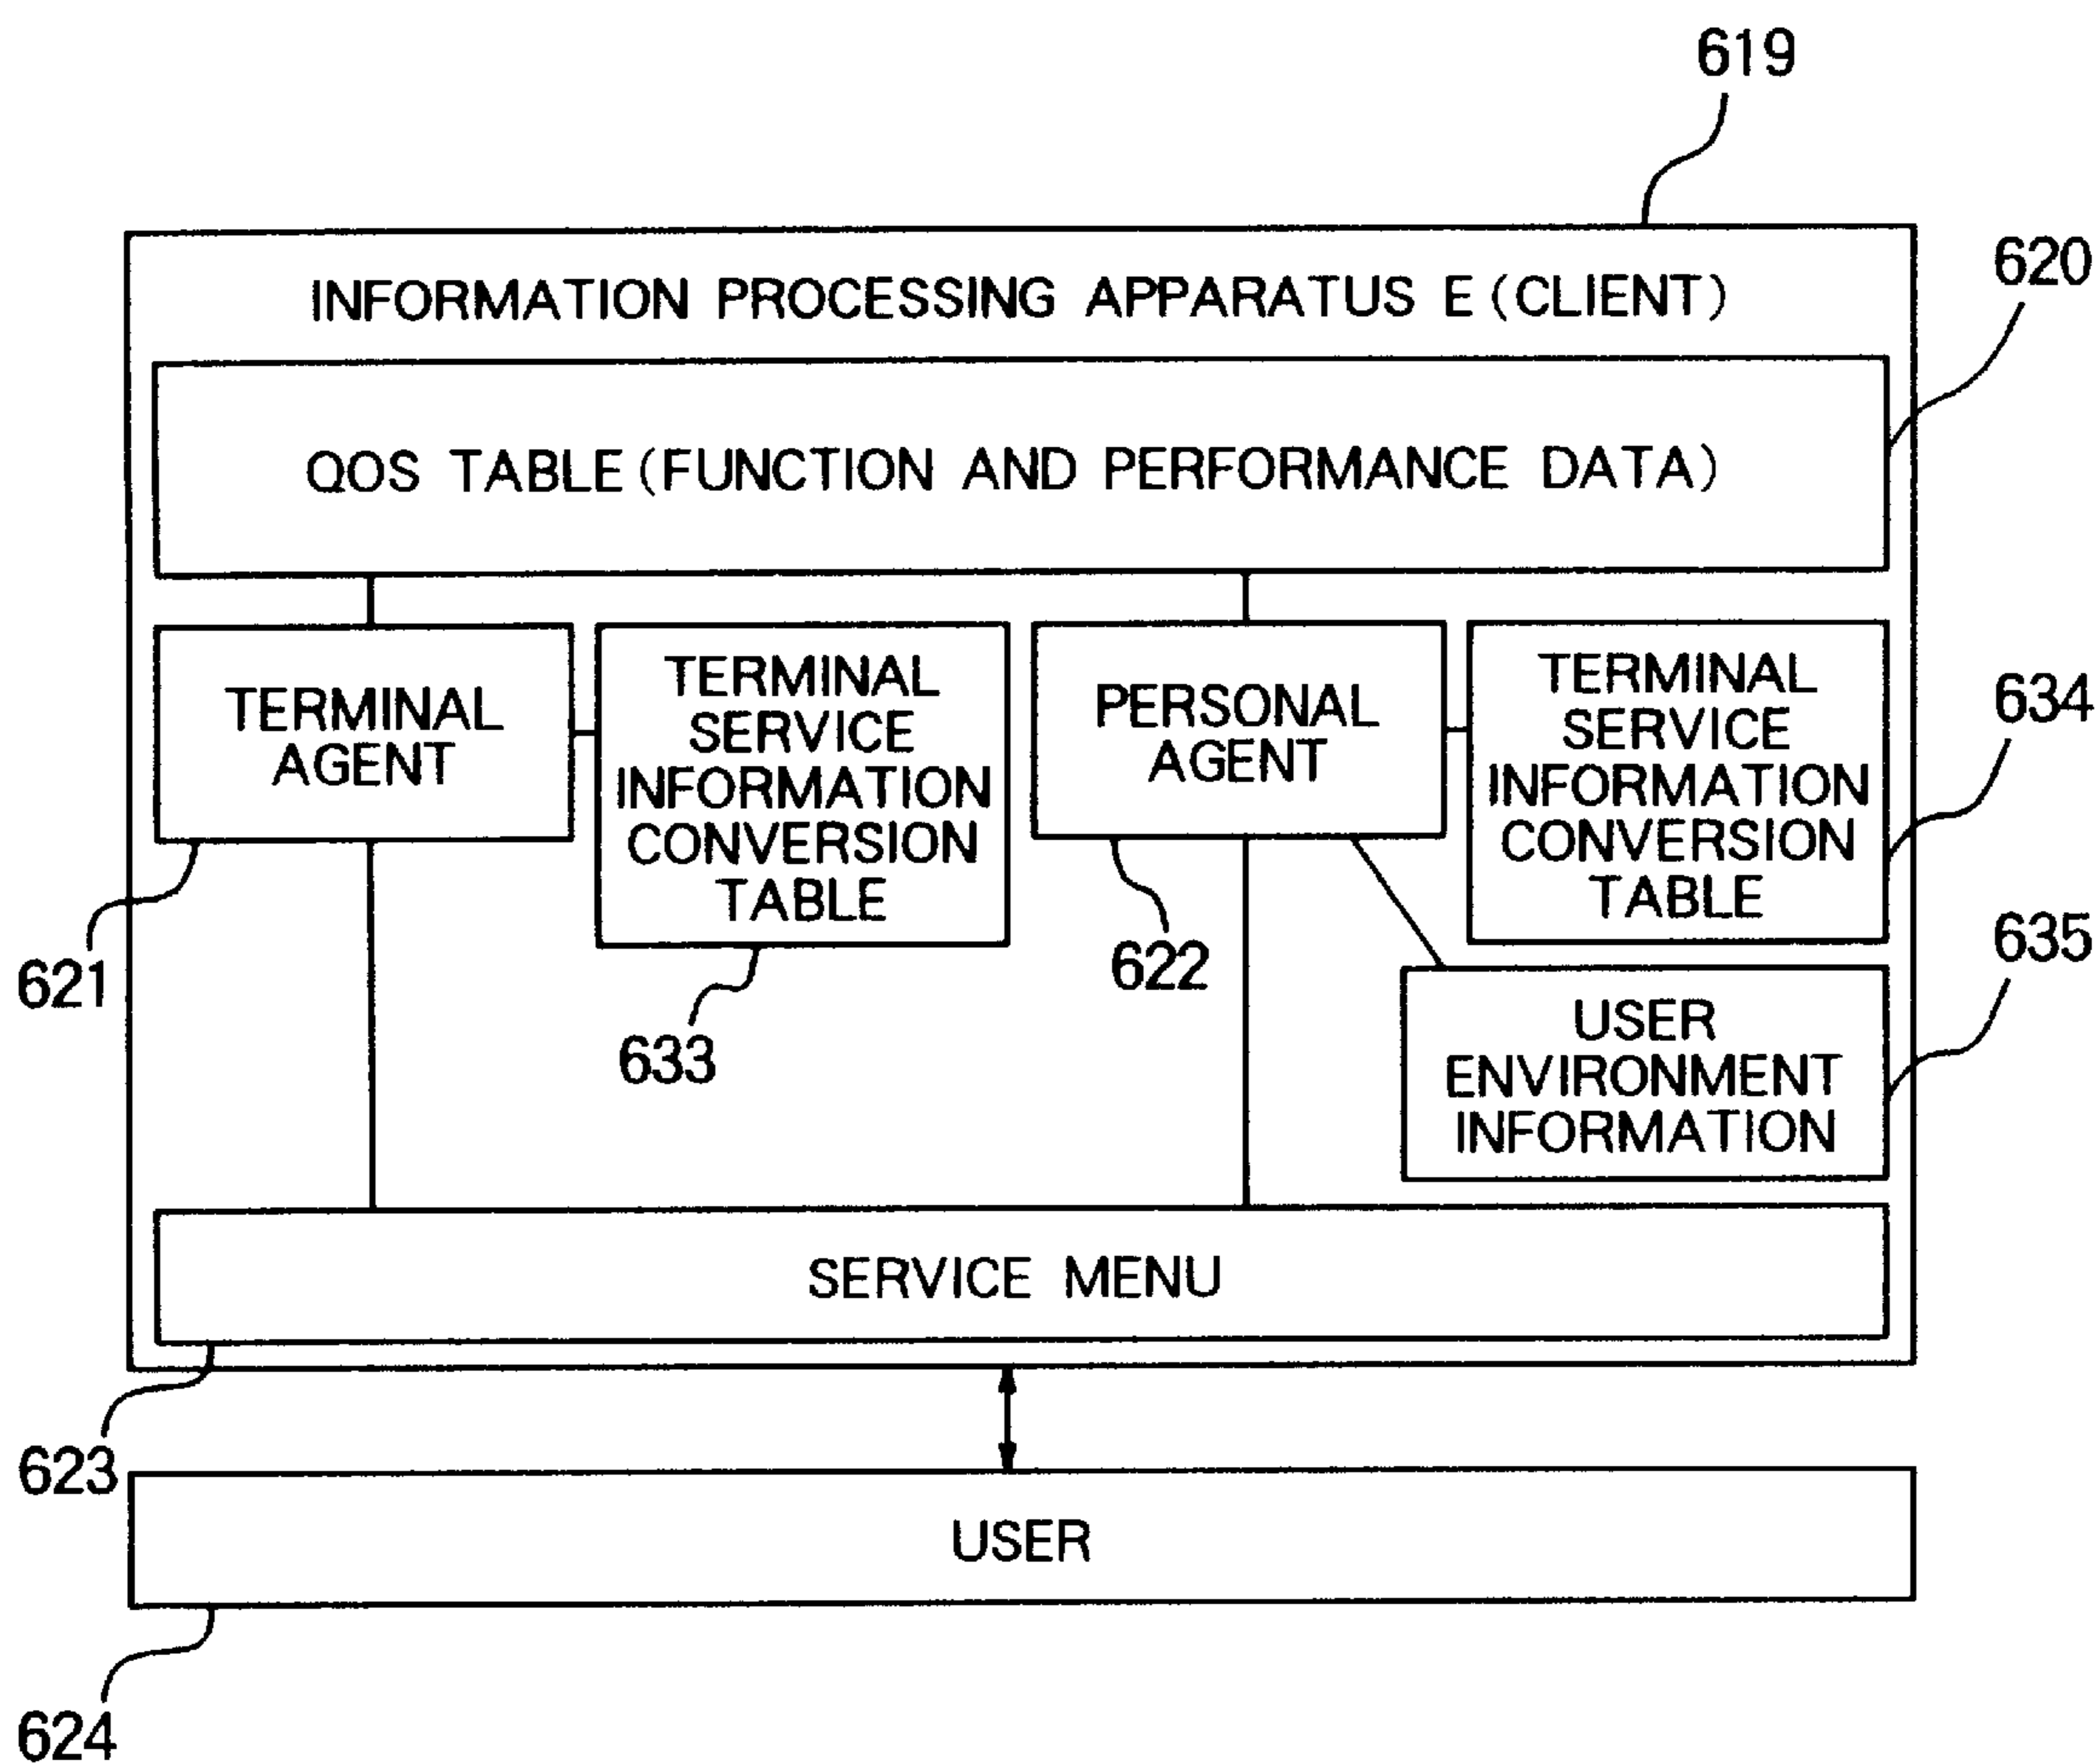 619
INFORMATION PROCESSING APPARATUS E (CLIENT)
620
QOS TABLE (FUNCTION AND PERFORMANCE DATA)
TERMINAL
AGENT
TERMINAL
SERVICE
INFORMATION
CONVERSION
TABLE
PERSONAL
AGENT
TERMINAL
SERVICE
INFORMATION
CONVERSION
TABLE
634
621
633
622
635
USER
ENVIRONMENT
INFORMATION
SERVICE MENU
623
USER
624